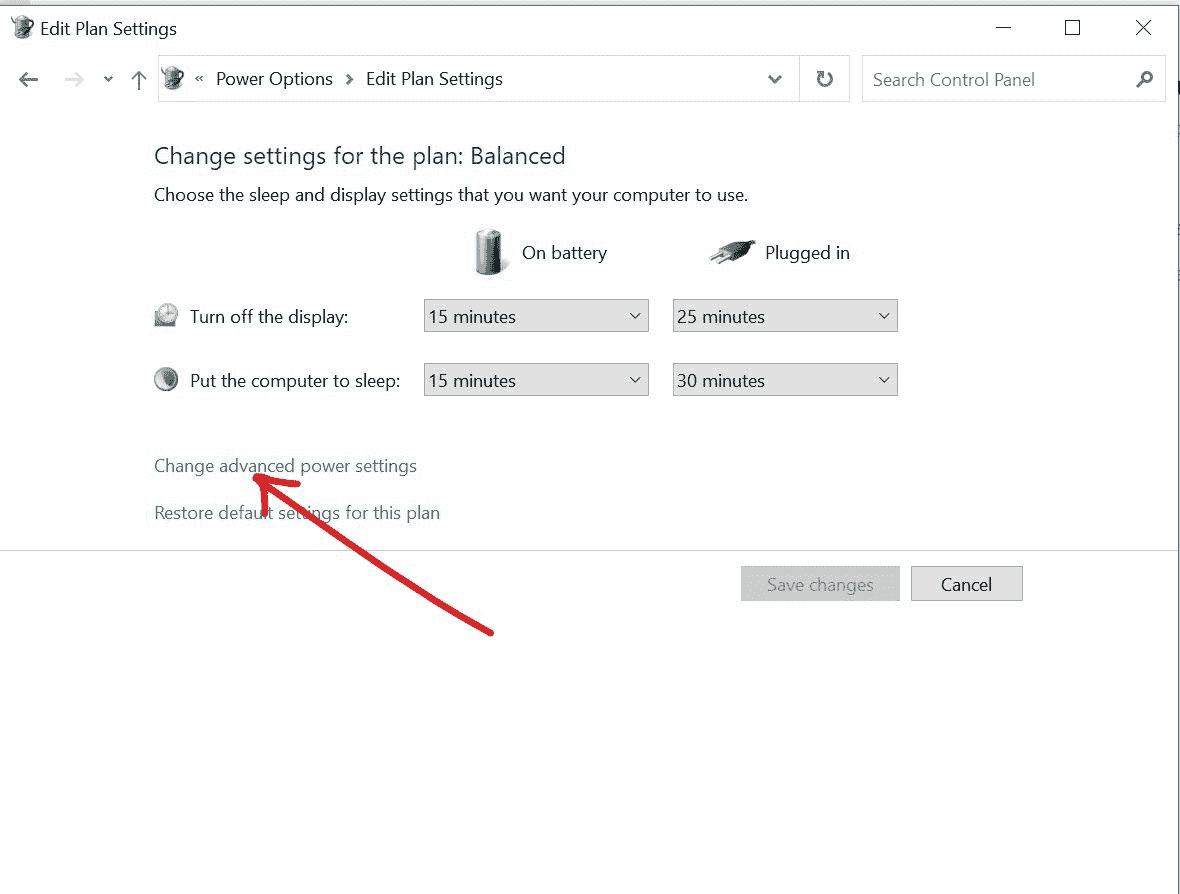 Edit Plan Settings
« Power Options > Edit Plan Settings
Search Control Panel
Change settings for the plan: Balanced
Choose the sleep and display settings that you want your computer to use.
On battery Plugged in
Turn off the display: 15 minutes 25 minutes
Put the computer to sleep: 15 minutes 30 minutes
Change advanced power settings
Restore default settings for this plan
Save changes Cancel